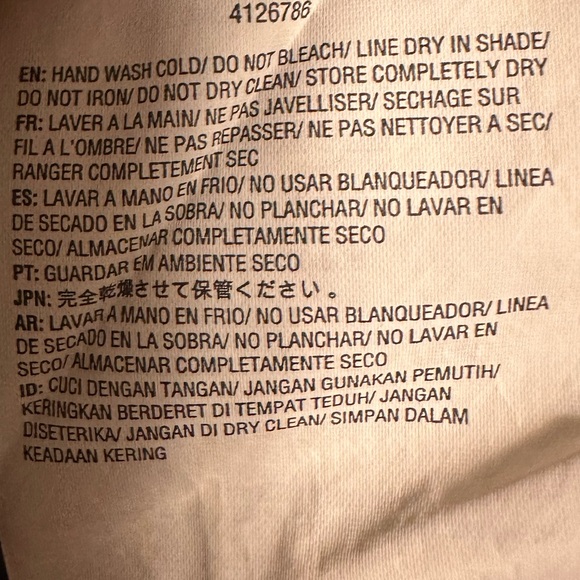 4126786
EN: HAND WASH COLD/ DO NOT BLEACH/ LINE DRY IN SHADE/
DO NOT IRON/ DO NOT DRY CLEAN/ STORE COMPLETELY DRY
FR: LAVER A LA MAIN/ NE PAS JAVELLISER/ SECHAGE SUR
FIL A L'OMBRE/ NE PAS REPASSER/ NE PAS NETTOYER A SEC/
RANGER COMPLETEMENT SEC
ES: LAVAR A MANO EN FRIO/ NO USAR BLANQUEADOR/ LINEA
DE SECADO EN LA SOBRA/ NO PLANCHAR/ NO LAVAR EN
SECO/ ALMACENAR COMPLETAMENTE SECO
PT: GUARDAR EM AMBIENTE SECO
JPN: 完全乾燥させて保管ください 。
AR: LAVAR A MANO EN FRIO/ NO USAR BLANQUEADOR/ LINEA
DE SECADO EN LA SOBRA/ NO PLANCHAR/ NO LAVAR EN
SECO/ ALMACENAR COMPLETAMENTE SECO
ID: CUCI DENGAN TANGAN/ JANGAN GUNAKAN PEMUTIH/
KERINGKAN BERDERET DI TEMPAT TEDUH/ JANGAN
DISETERIKA/ JANGAN DI DRY CLEAN/ SIMPAN DALAM
KEADAAN KERING